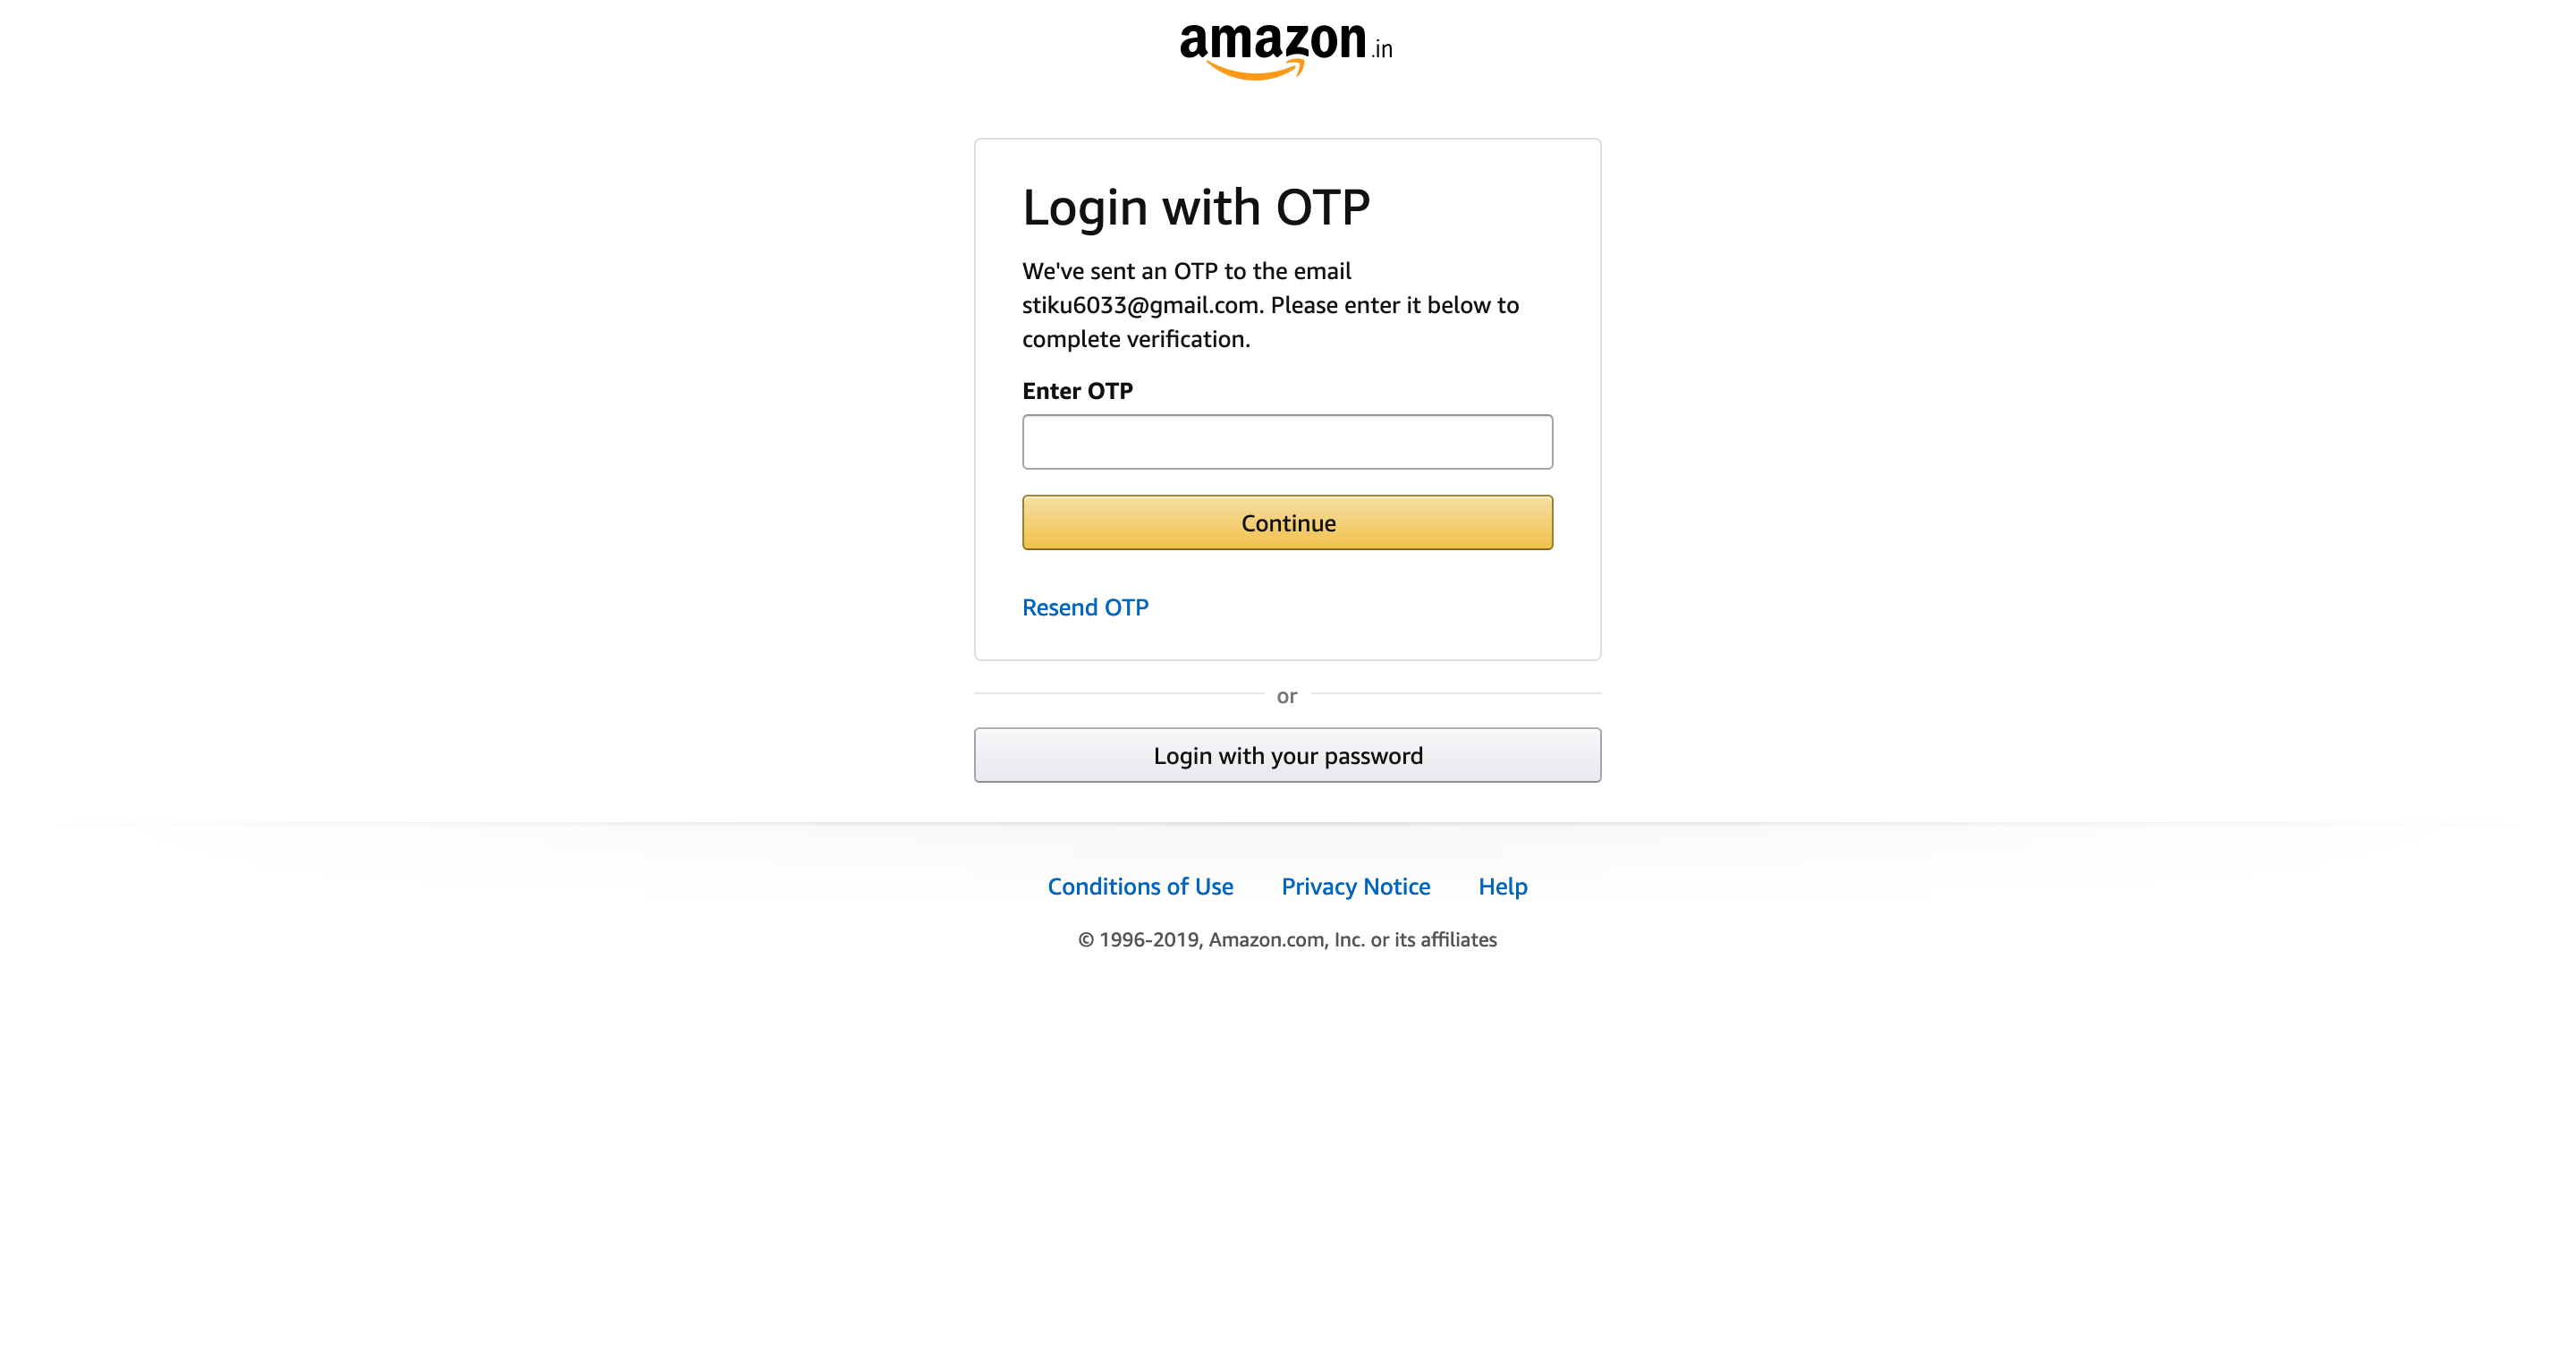 amazon.in
Login with OTP
We've sent an OTP to the email
stiku6033@gmail.com. Please enter it below to
complete verification.
Enter OTP
Continue
Resend OTP
or
Login with your password
Conditions of Use Privacy Notice Help
© 1996-2019, Amazon.com, Inc. or its affiliates